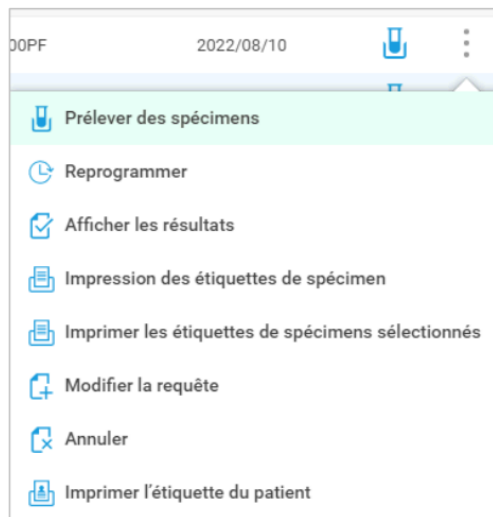 00PF 2022/08/10
Prélever des spécimens
Reprogrammer
Afficher les résultats
Impression des étiquettes de spécimen
Imprimer les étiquettes de spécimens sélectionnés
Modifier la requête
Annuler
Imprimer l'étiquette du patient